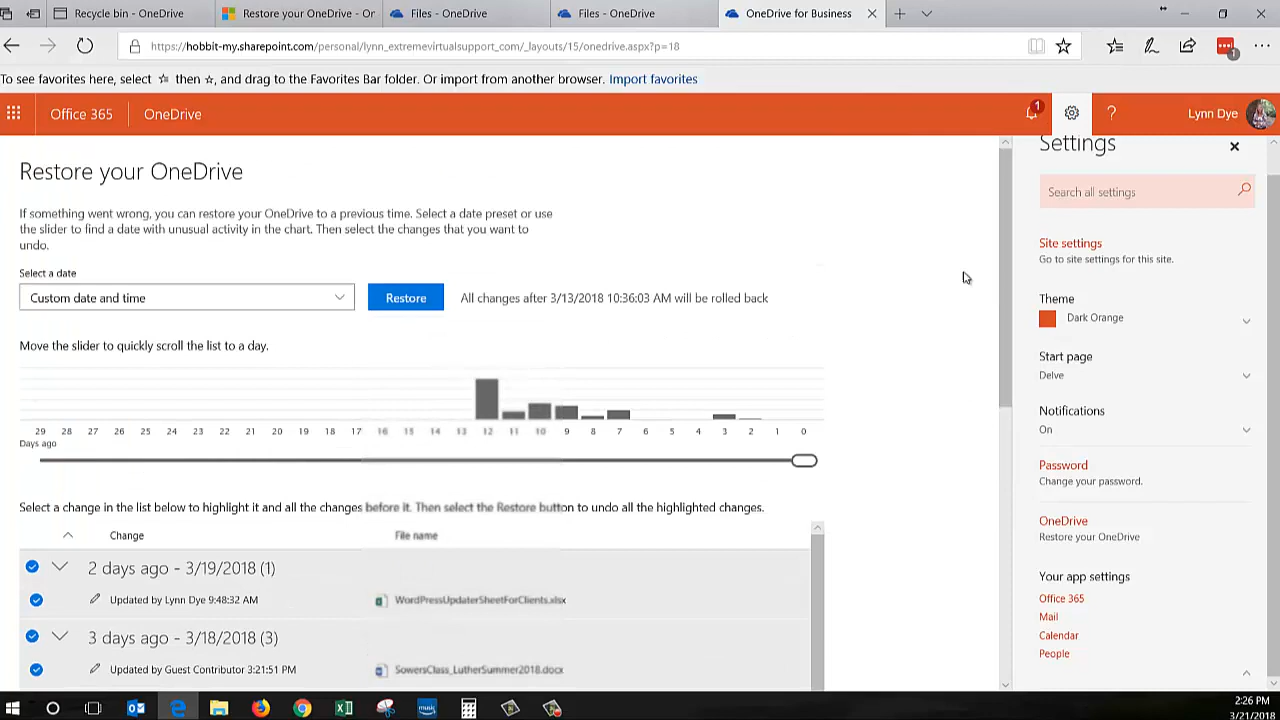 Recycle bin - OneDrive
Restore your OneDrive - Or
Files - OneDrive
Files - OneDrive
OneDrive for Business
https://hobbit-my.sharepoint.com/personal/lynn_extremevirtualsupport_com/_layouts/15/onedrive.aspx?p=18
1
To see favorites here, select ☆ then ☆, and drag to the Favorites Bar folder. Or import from another browser. Import favorites
Office 365
OneDrive
1
?
Lynn Dye
Restore your OneDrive
If something went wrong, you can restore your OneDrive to a previous time. Select a date preset or use
the slider to find a date with unusual activity in the chart. Then select the changes that you want to
undo.
Select a date
Custom date and time
Restore
All changes after 3/13/2018 10:36:03 AM will be rolled back
Move the slider to quickly scroll the list to a day.
29 28 27 26 25 24 23 22 21 20 19 18 17 16 15 14 13 12 11 10 9 8 7 6 5 4 3 2 1 0
Days ago
Select a change in the list below to highlight it and all the changes before it. Then select the Restore button to undo all the highlighted changes.
Change
File name
2 days ago - 3/19/2018 (1)
Updated by Lynn Dye 9:48:32 AM
WordPressUpdaterSheetForClients.xlsx
3 days ago - 3/18/2018 (3)
Updated by Guest Contributor 3:21:51 PM
SowersClass_LutherSummer2018.docx
Settings
Search all settings
Site settings
Go to site settings for this site.
Theme
Dark Orange
Start page
Delve
Notifications
On
Password
Change your password.
OneDrive
Restore your OneDrive
Your app settings
Office 365
Mail
Calendar
People
music
2:26 PM
3/21/2018